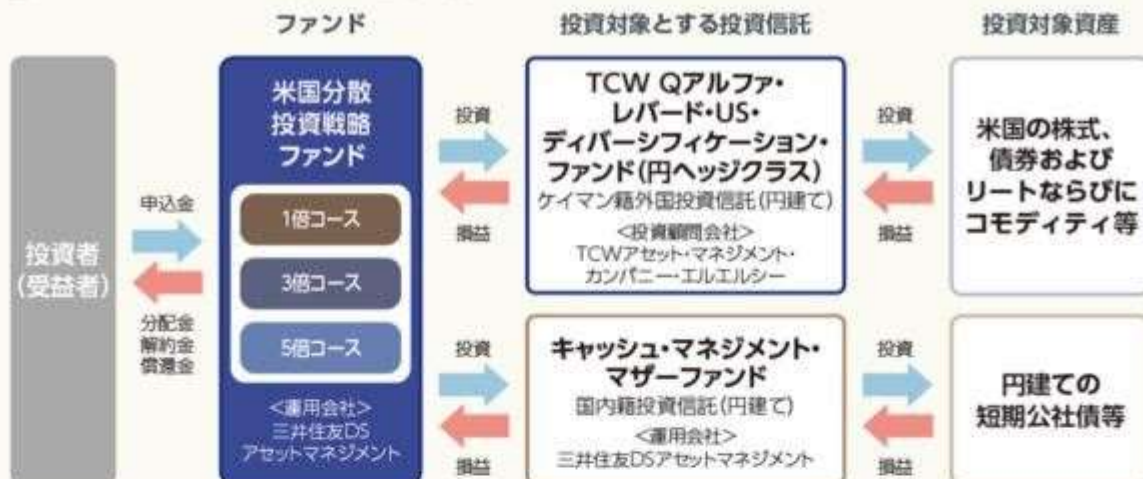 ファンド
投資対象とする投資信託
投資対象資産
投資者
(受益者)
申込金
分配金
解約金
償還金
米国分散
投資戦略
ファンド
1倍コース
3倍コース
5倍コース
<運用会社>
三井住友DS
アセットマネジメント
投資
損益
投資
損益
TCW Qアルファ・
レバード・US・
ディバーシフィケーション・
ファンド(円ヘッジクラス)
ケイマン籍外国投資信託(円建て)
<投資顧問会社>
TCWアセット・マネジメント・
カンパニー・エルエルシー
キャッシュ・マネジメント・
マザーファンド
国内籍投資信託(円建て)
<運用会社>
三井住友DSアセットマネジメント
投資
損益
投資
損益
米国の株式、
債券および
リートならびに
コモディティ等
円建ての
短期公社債等